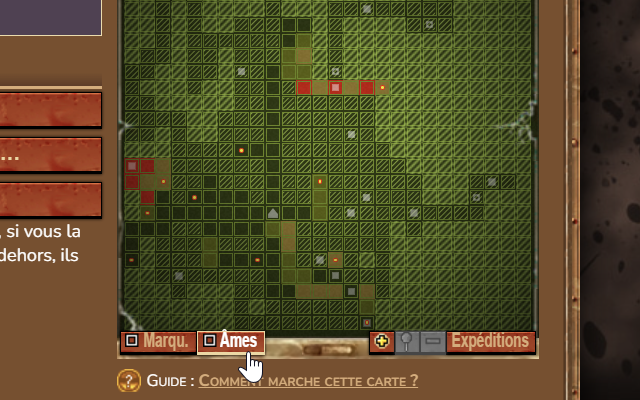 ...
, si vous la
dehors, ils
Marqu.
Âmes
Expéditions
? Guide : Comment marche cette carte ?